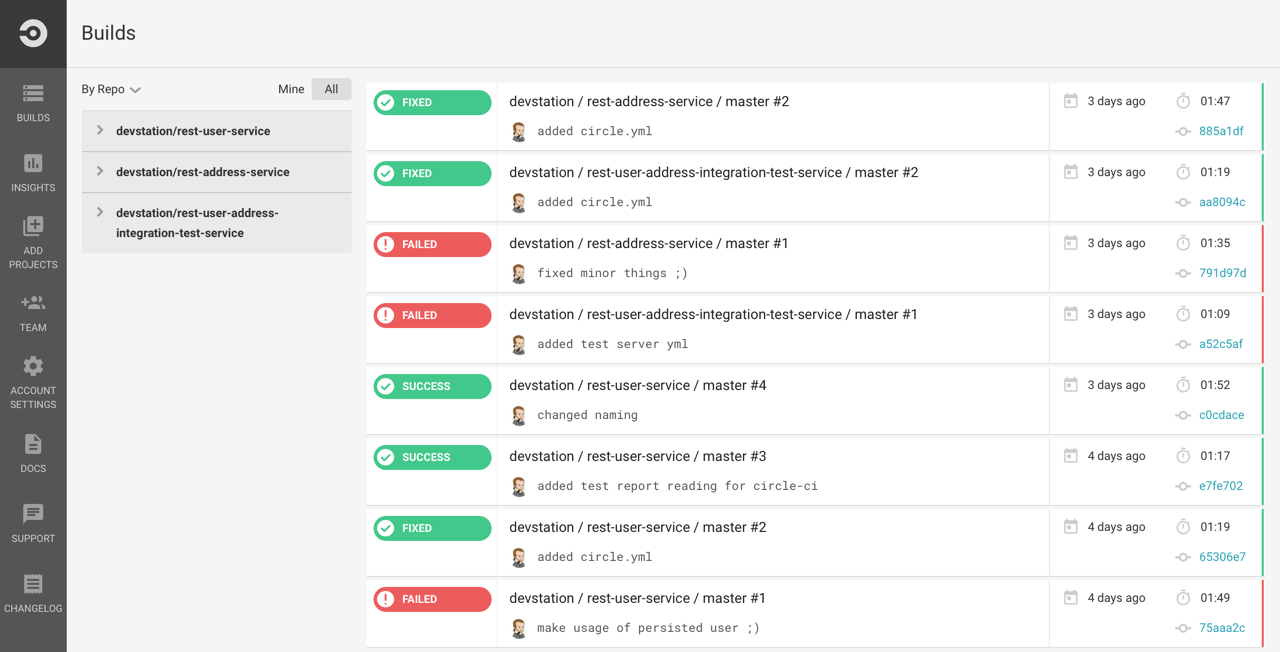 Builds
BUILDS
INSIGHTS
ADD
PROJECTS
TEAM
ACCOUNT
SETTINGS
DOCS
SUPPORT
CHANGELOG
By Repo
Mine
All
devstation/rest-user-service
devstation/rest-address-service
devstation/rest-user-address-
integration-test-service
FIXED
devstation / rest-address-service / master #2
3 days ago
01:47
added circle.yml
885a1df
FIXED
devstation / rest-user-address-integration-test-service / master #2
3 days ago
01:19
added circle.yml
aa8094c
FAILED
devstation / rest-address-service / master #1
3 days ago
01:35
fixed minor things ;)
791d97d
FAILED
devstation / rest-user-address-integration-test-service / master #1
3 days ago
01:09
added test server yml
a52c5af
SUCCESS
devstation / rest-user-service / master #4
3 days ago
01:52
changed naming
c0cdace
SUCCESS
devstation / rest-user-service / master #3
4 days ago
01:17
added test report reading for circle-ci
e7fe702
FIXED
devstation / rest-user-service / master #2
4 days ago
01:19
added circle.yml
65306e7
FAILED
devstation / rest-user-service / master #1
4 days ago
01:49
make usage of persisted user ;)
75aaa2c